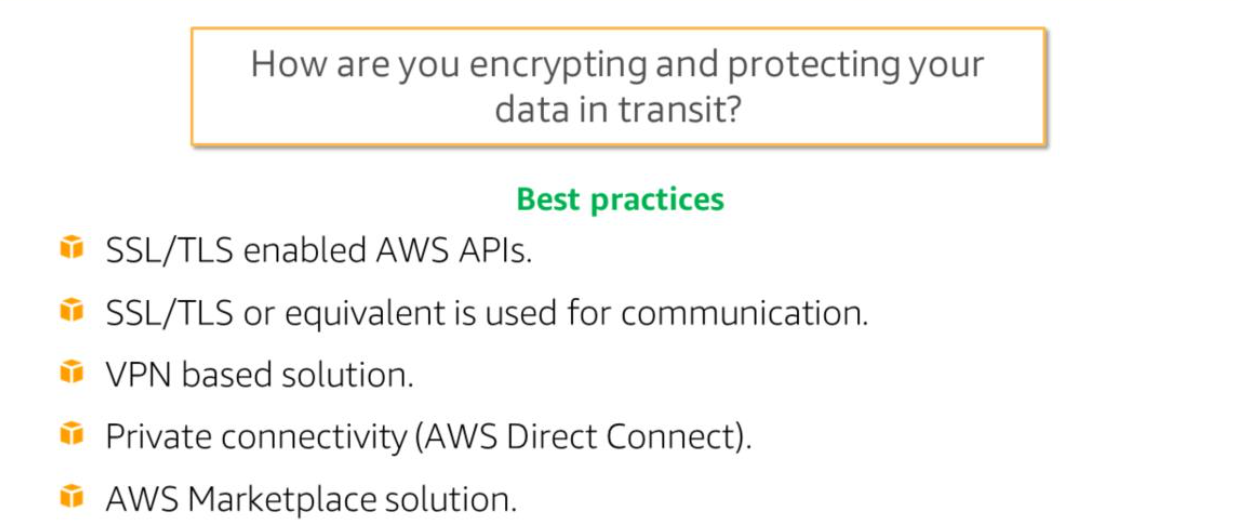 How are you encrypting and protecting your
data in transit?
Best practices
SSL/TLS enabled AWS APIs.
SSL/TLS or equivalent is used for communication.
VPN based solution.
Private connectivity (AWS Direct Connect).
AWS Marketplace solution.